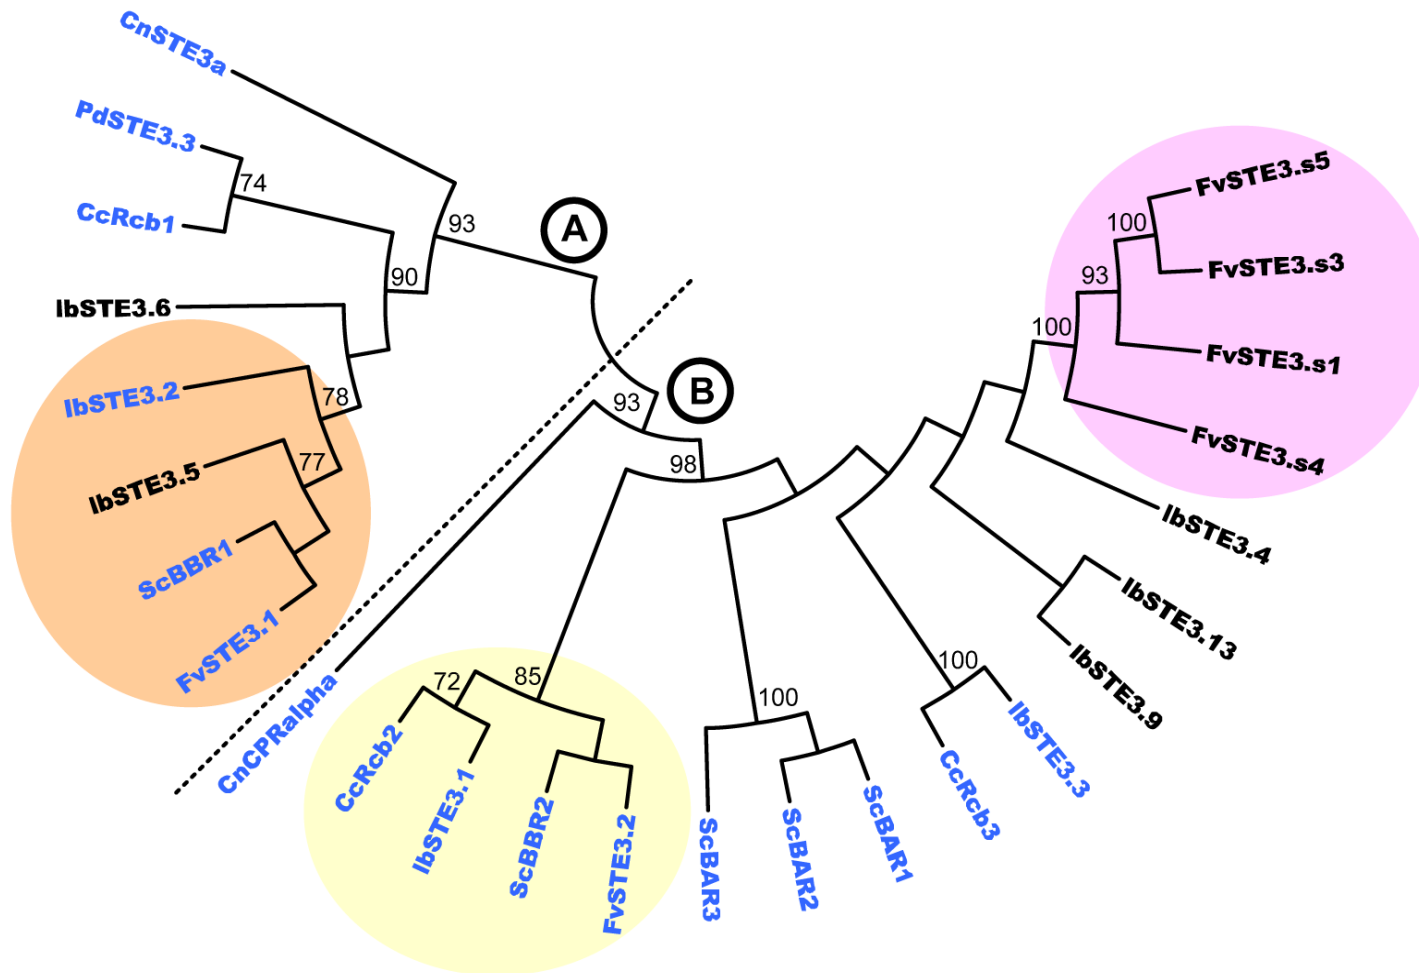 CnSTE3a
PdSTE3.3
74
CcRcb1
93
A
90
IbSTE3.6
IbSTE3.2
78
IbSTE3.5
77
ScBBR1
FvSTE3.1
B
93
98
CnCPRalpha
72
85
CcRcb2
IbSTE3.1
ScBBR2
FvSTE3.2
100
ScBAR3
ScBAR2
ScBAR1
100
CcRcb3
IbSTE3.3
FvSTE3.s5
100
FvSTE3.s3
93
100
FvSTE3.s1
FvSTE3.s4
IbSTE3.4
IbSTE3.13
IbSTE3.9